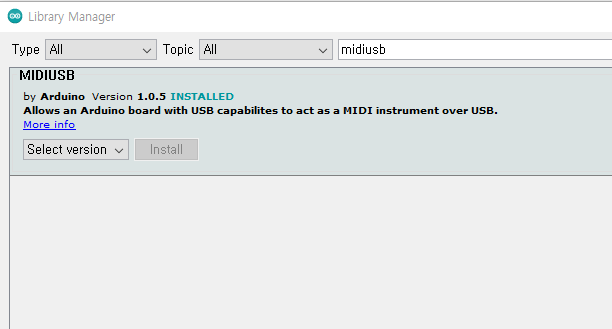 Library Manager
Type All Topic All midiusb
MIDIUSB
by Arduino Version 1.0.5 INSTALLED
Allows an Arduino board with USB capabilites to act as a MIDI instrument over USB.
More info
Select version Install